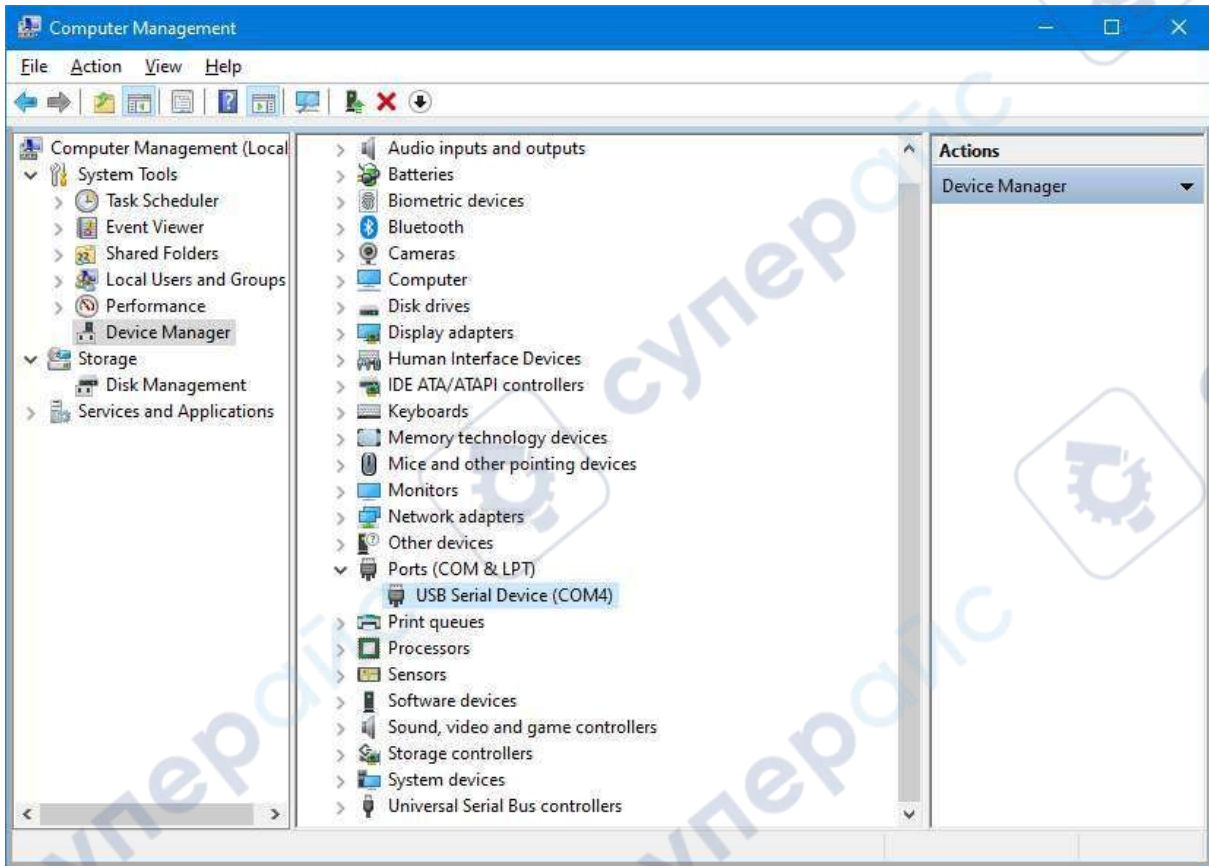 Computer Management
File Action View Help
Computer Management (Local
System Tools
Task Scheduler
Event Viewer
Shared Folders
Local Users and Groups
Performance
Device Manager
Storage
Disk Management
Services and Applications
Audio inputs and outputs
Batteries
Biometric devices
Bluetooth
Cameras
Computer
Disk drives
Display adapters
Human Interface Devices
IDE ATA/ATAPI controllers
Keyboards
Memory technology devices
Mice and other pointing devices
Monitors
Network adapters
Other devices
Ports (COM & LPT)
USB Serial Device (COM4)
Print queues
Processors
Sensors
Software devices
Sound, video and game controllers
Storage controllers
System devices
Universal Serial Bus controllers
Actions
Device Manager
суперайс